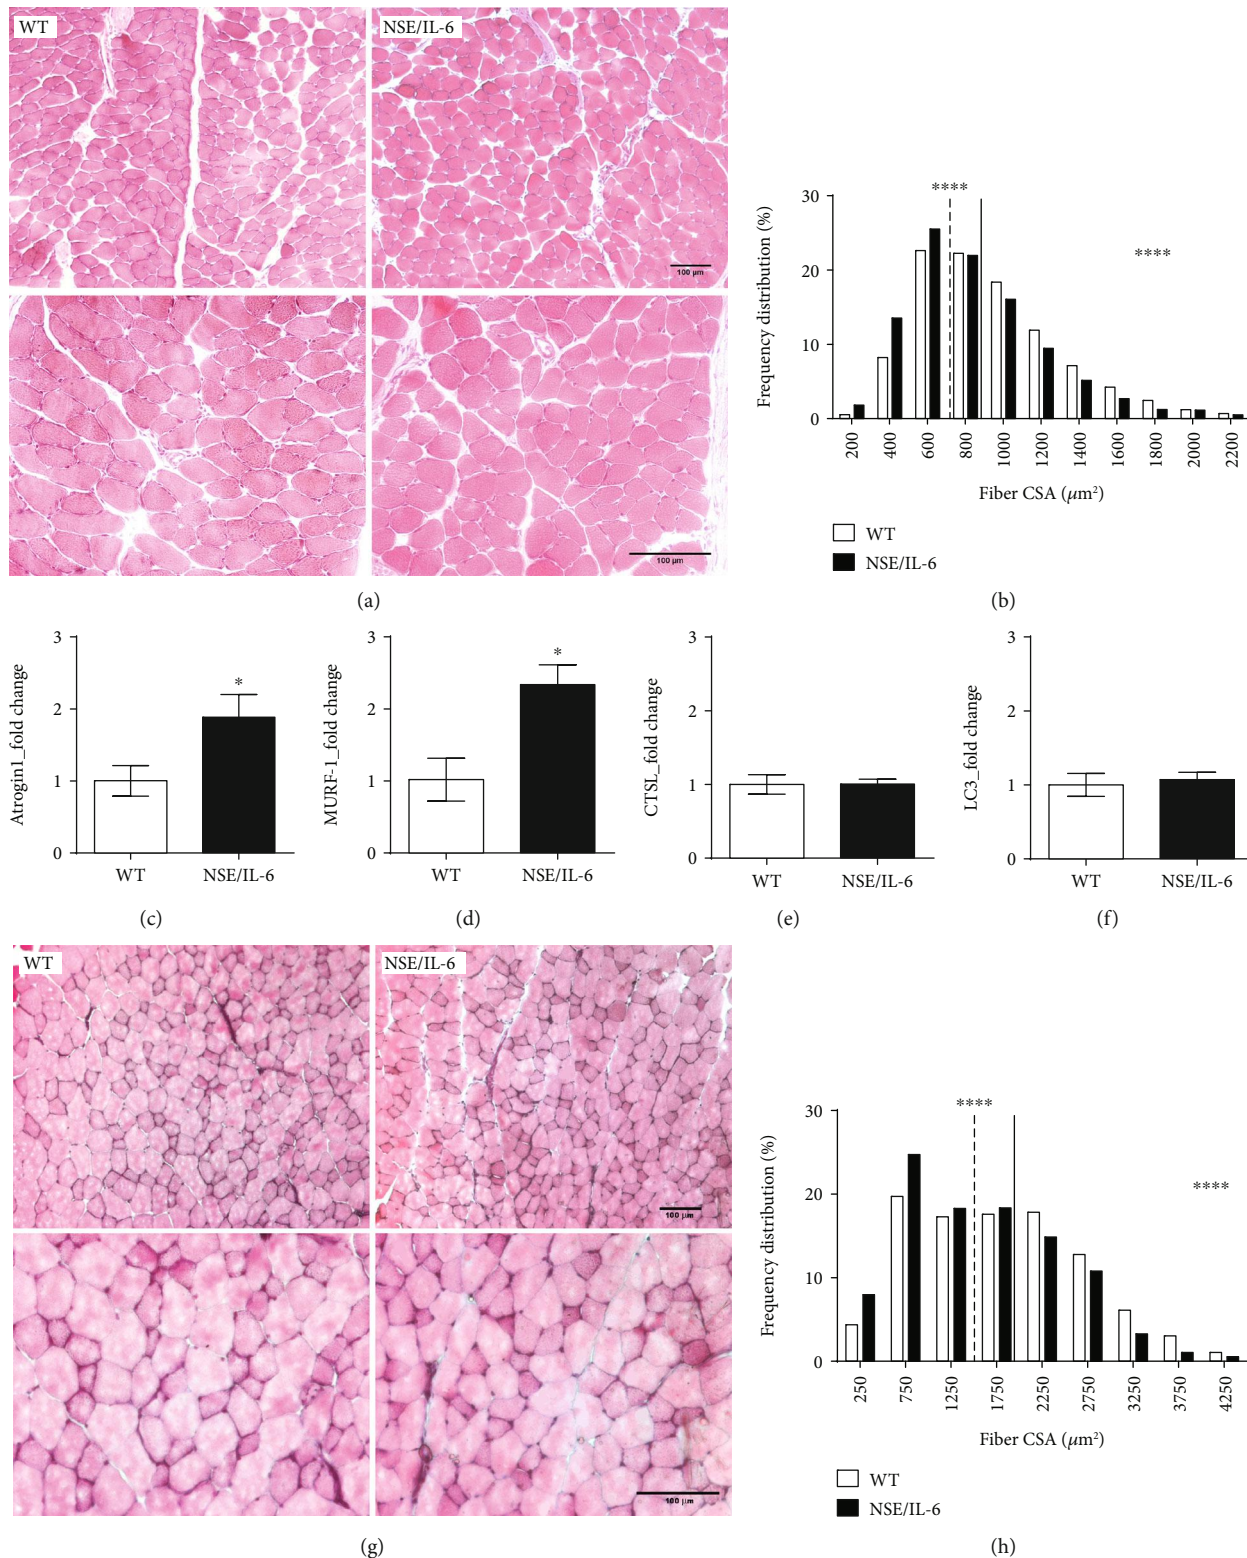 WT
NSE/IL-6
100 µm
100 µm
(a)
****
****
30
20
10
0
Frequency distribution (%)
200
400
600
800
1000
1200
1400
1600
1800
2000
2200
Fiber CSA (µm²)
WT
NSE/IL-6
(b)
3
2
1
0
Atrogin1_fold change
*
WT
NSE/IL-6
(c)
3
2
1
0
MURF-1_fold change
*
WT
NSE/IL-6
(d)
3
2
1
0
CTSL_fold change
WT
NSE/IL-6
(e)
3
2
1
0
LC3_fold change
WT
NSE/IL-6
(f)
WT
NSE/IL-6
100 µm
100 µm
(g)
****
****
30
20
10
0
Frequency distribution (%)
250
750
1250
1750
2250
2750
3250
3750
4250
Fiber CSA (µm²)
WT
NSE/IL-6
(h)